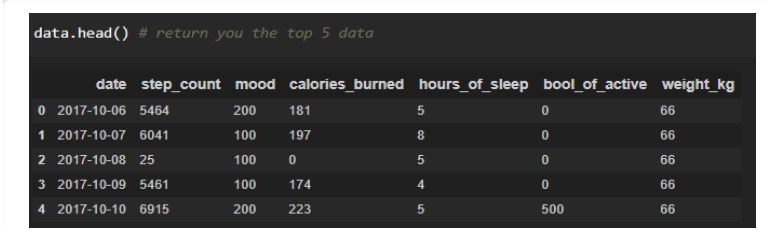 data.head() # return you the top 5 data
date step_count mood calories_burned hours_of_sleep bool_of_active weight_kg
0 2017-10-06 5464 200 181 5 0 66
1 2017-10-07 6041 100 197 8 0 66
2 2017-10-08 25 100 0 5 0 66
3 2017-10-09 5461 100 174 4 0 66
4 2017-10-10 6915 200 223 5 500 66